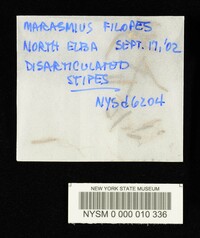 MARASMIUS FILOPES
NORTH ELBA SEPT. 17, '02
DISARTICULATED
STIPES
NYSd6204
NEW YORK STATE MUSEUM
NYSM 0 000 010 336